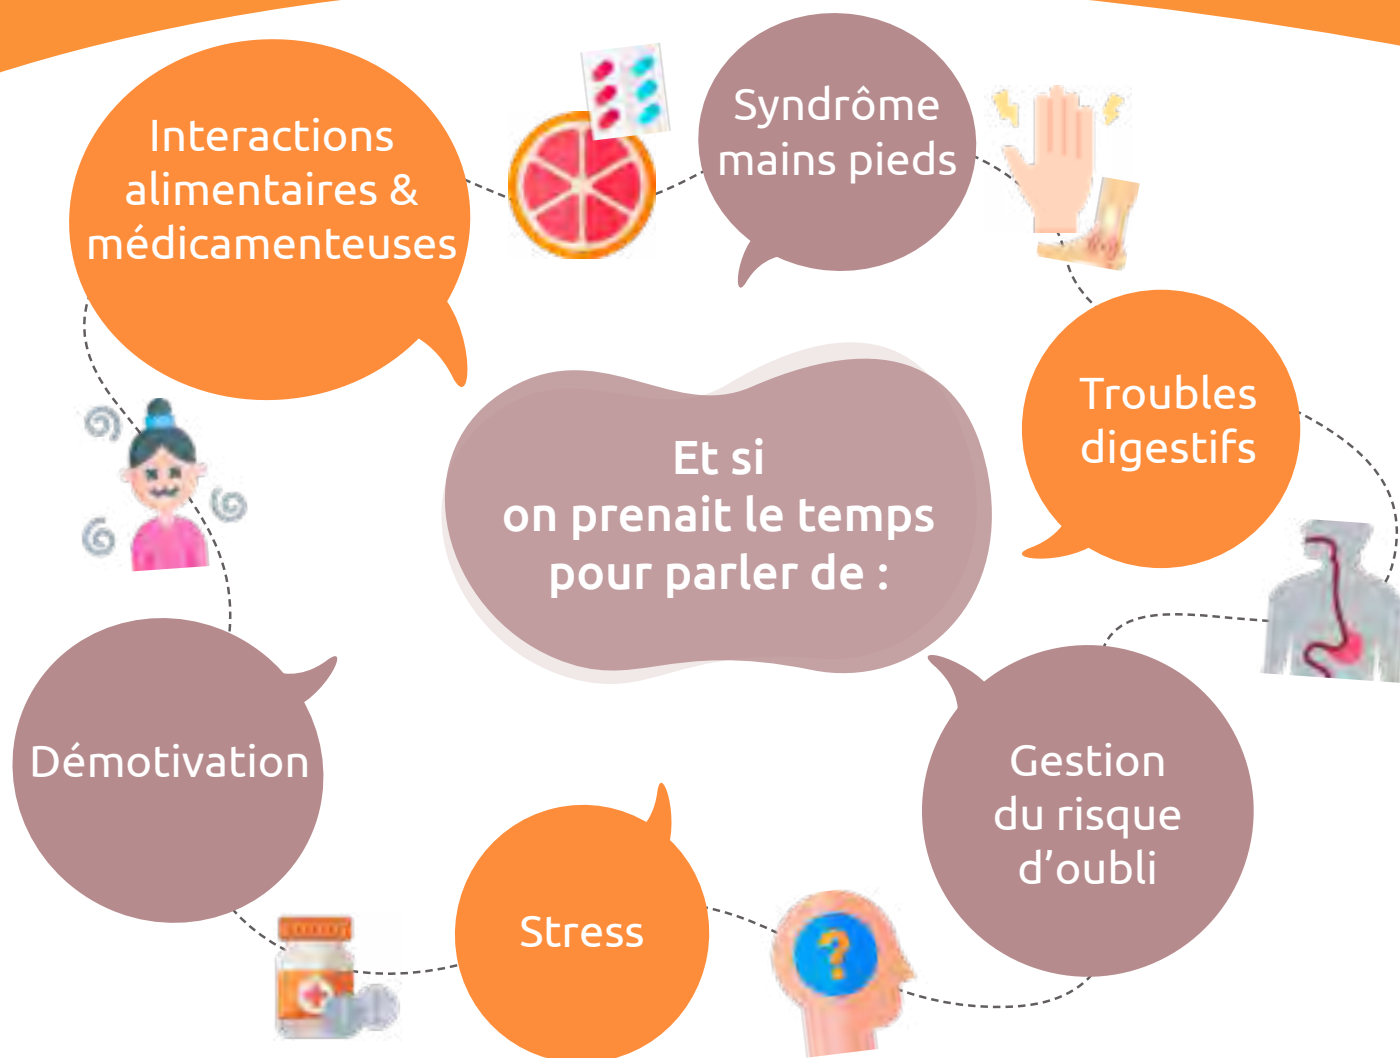 Interactions
alimentaires &
médicamenteuses
Syndrôme
mains pieds
Troubles
digestifs
Et si
on prenait le temps
pour parler de :
Démotivation
Gestion
du risque
d’oubli
Stress
?